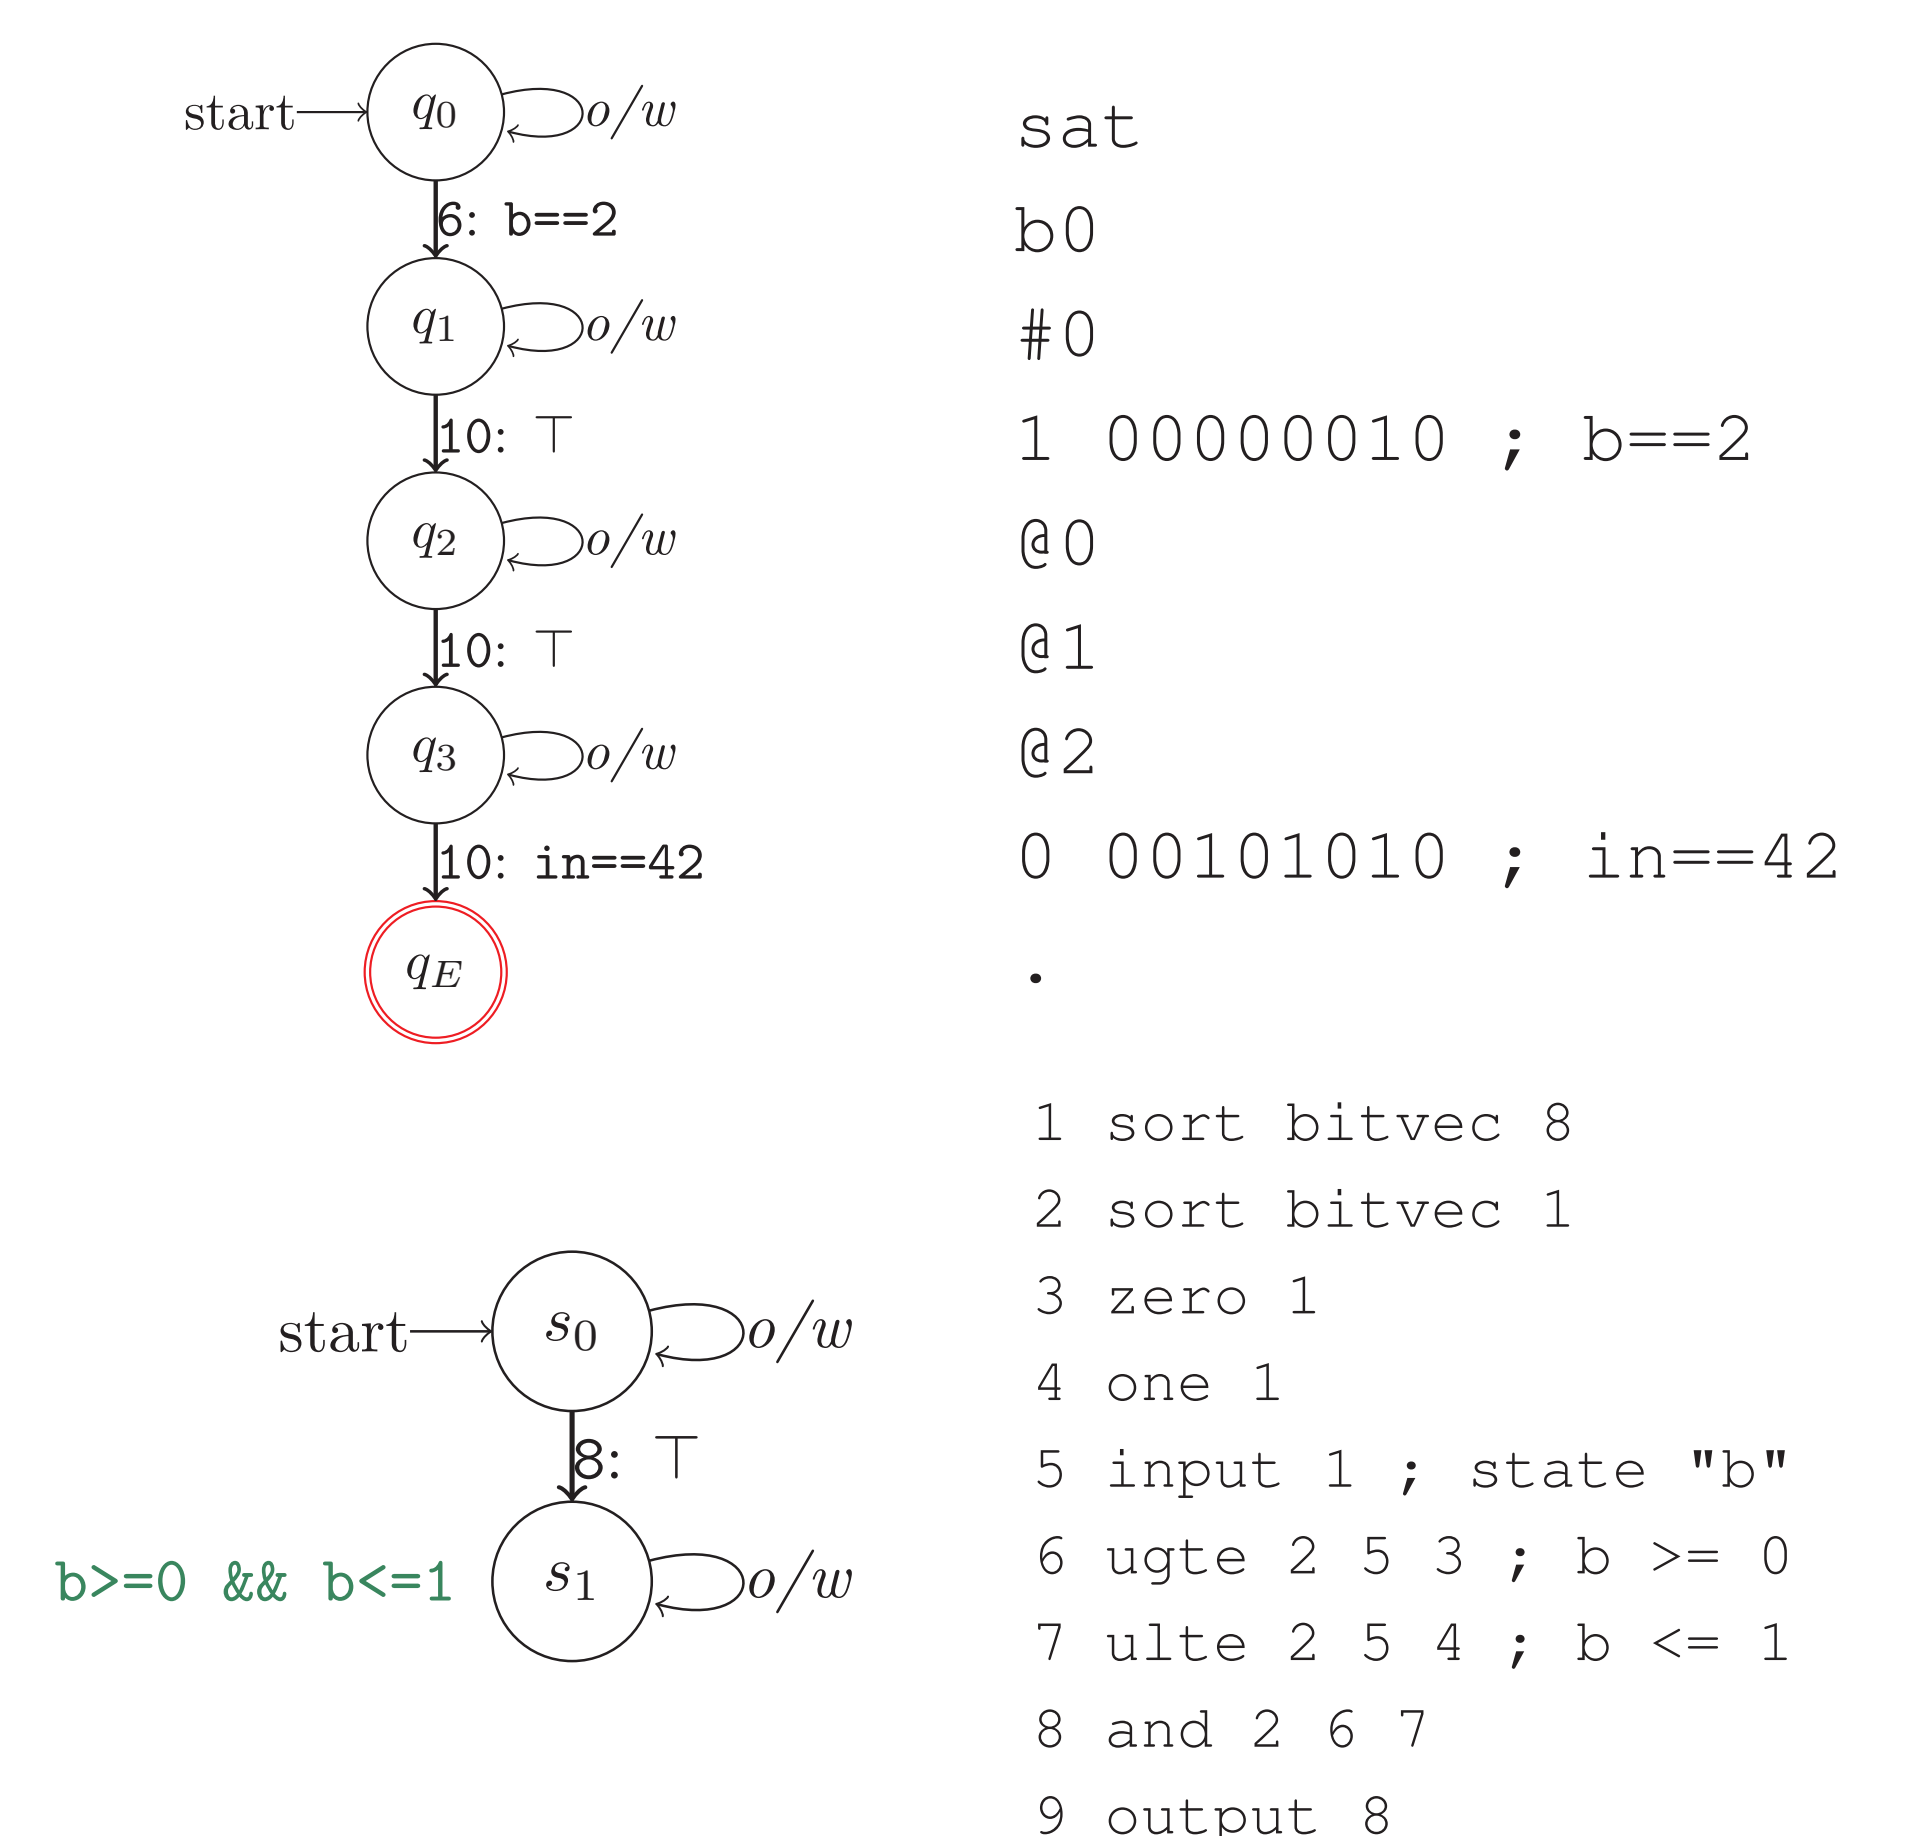 start q0 o/w
6: b==2
q1 o/w
10: ⊤
q2 o/w
10: ⊤
q3 o/w
10: in==42
qE
sat
b0
#0
1 00000010 ; b==2
@0
@1
@2
0 00101010 ; in==42
.
start s0 o/w
8: ⊤
b>=0 && b<=1 s1 o/w
1 sort bitvec 8
2 sort bitvec 1
3 zero 1
4 one 1
5 input 1 ; state "b"
6 ugte 2 5 3 ; b >= 0
7 ulte 2 5 4 ; b <= 1
8 and 2 6 7
9 output 8